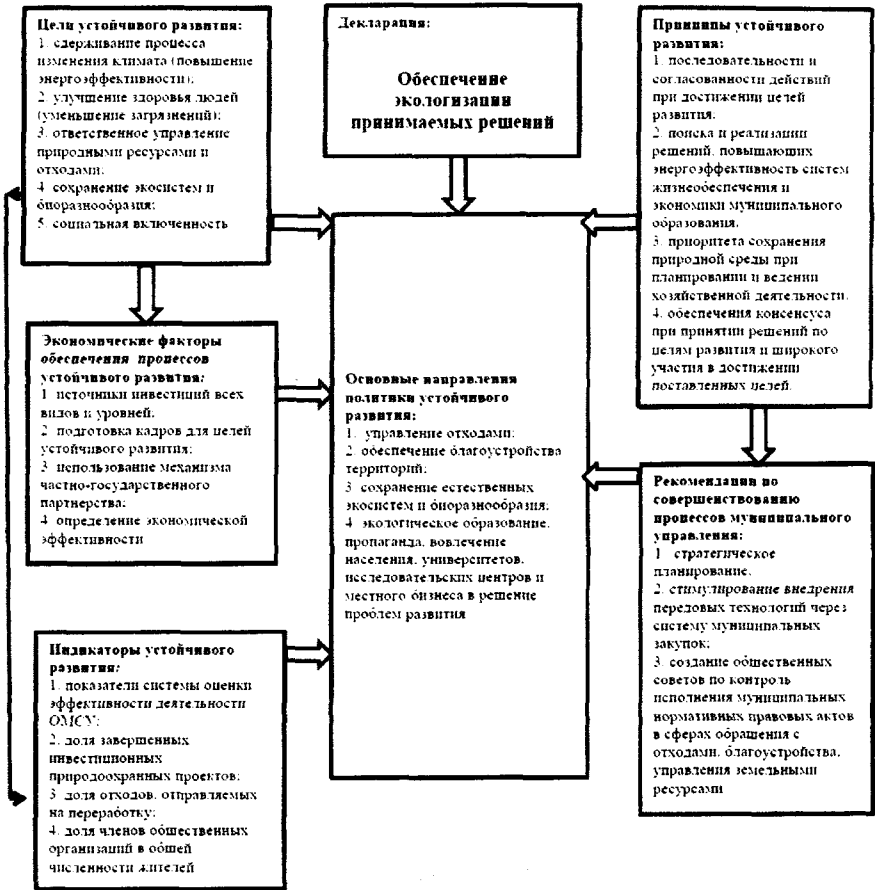 Цели устойчивого развития:
1. сдерживание процесса
изменения климата (повышение
энергоэффективности);
2. улучшение здоровья людей
(уменьшение загрязнений);
3. ответственное управление
природными ресурсами и
отходами;
4. сохранение экосистем и
биоразнообразия;
5. социальная включенность
Декларация:
Обеспечение
экологизации
принимаемых решений
Принципы устойчивого
развития:
1. последовательности и
согласованности действий
при достижении целей
развития;
2. поиска и реализации
решений, повышающих
энергоэффективность систем
жизнеобеспечения и
экономики муниципального
образования.
3. приоритета сохранения
природной среды при
планировании и ведении
хозяйственной деятельности.
4. обеспечения консенсуса
при принятии решений по
целям развития и широкого
участия в достижении
поставленных целей.
Экономические факторы
обеспечения процессов
устойчивого развития:
1. источники инвестиций всех
видов и уровней;
2. подготовка кадров для целей
устойчивого развития;
3. использование механизма
частно-государственного
партнерства;
4. определение экономической
эффективности
Основные направления
политики устойчивого
развития:
1. управление отходами;
2. обеспечение благоустройства
территорий;
3. сохранение естественных
экосистем и биоразнообразия;
4. экологическое образование,
пропаганда, вовлечение
населения, университетов,
исследовательских центров и
местного бизнеса в решение
проблем развития
Рекомендации по
совершенствованию
процессов муниципального
управления:
1. стратегическое
планирование,
2. стимулирование внедрения
передовых технологий через
систему муниципальных
закупок;
3. создание общественных
советов по контроль
исполнения муниципальных
нормативных правовых актов
в сферах обращения с
отходами, благоустройства,
управления земельными
ресурсами
Индикаторы устойчивого
развития:
1. показатели системы оценки
эффективности деятельности
ОМСУ;
2. доля завершенных
инвестиционных
природоохранных проектов;
3. доля отходов, отправляемых
на переработку;
4. доля членов общественных
организаций в общей
численности жителей